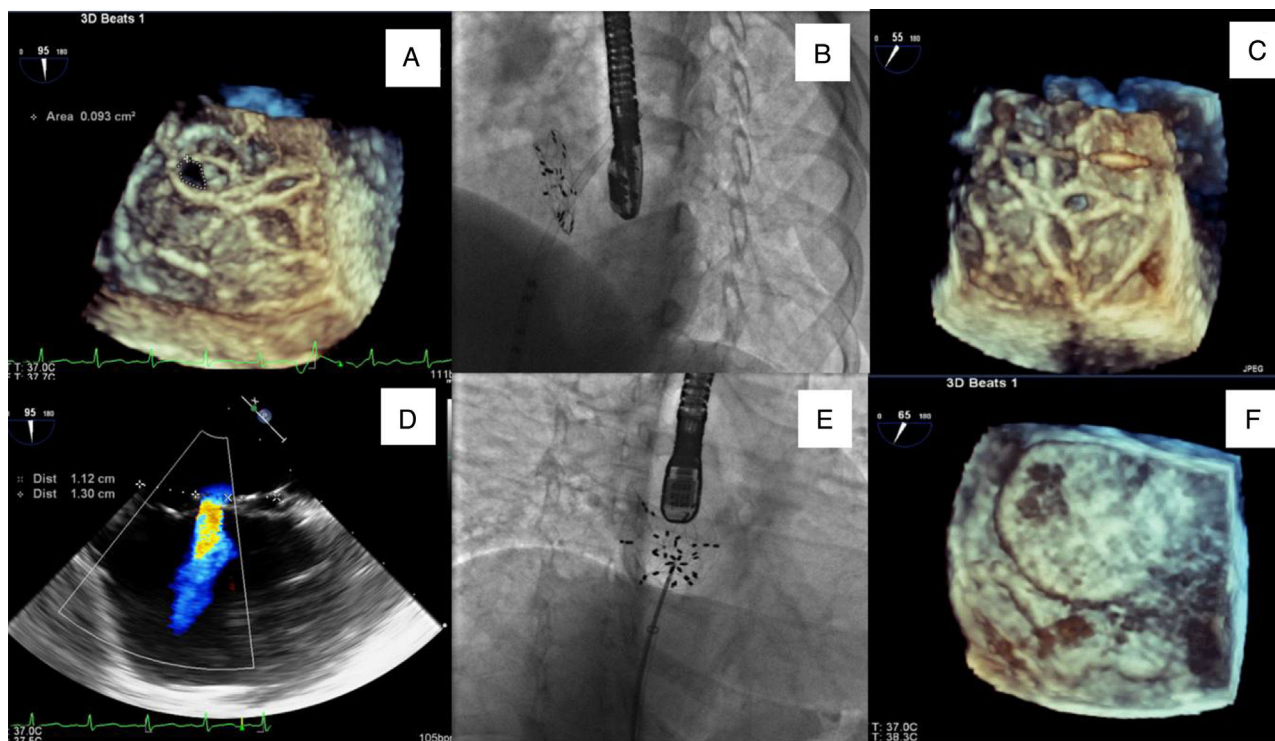 3D Beats 1
A
0 95 180
Area 0.093 cm²
T: 37.0C
T: 37.7C
B
C
0 55 180
JPEG
D
0 95 180
Dist 1.12 cm
Dist 1.30 cm
37.0C
105bpm
E
3D Beats 1
F
0 65 180
T: 37.0C
T: 38.3C